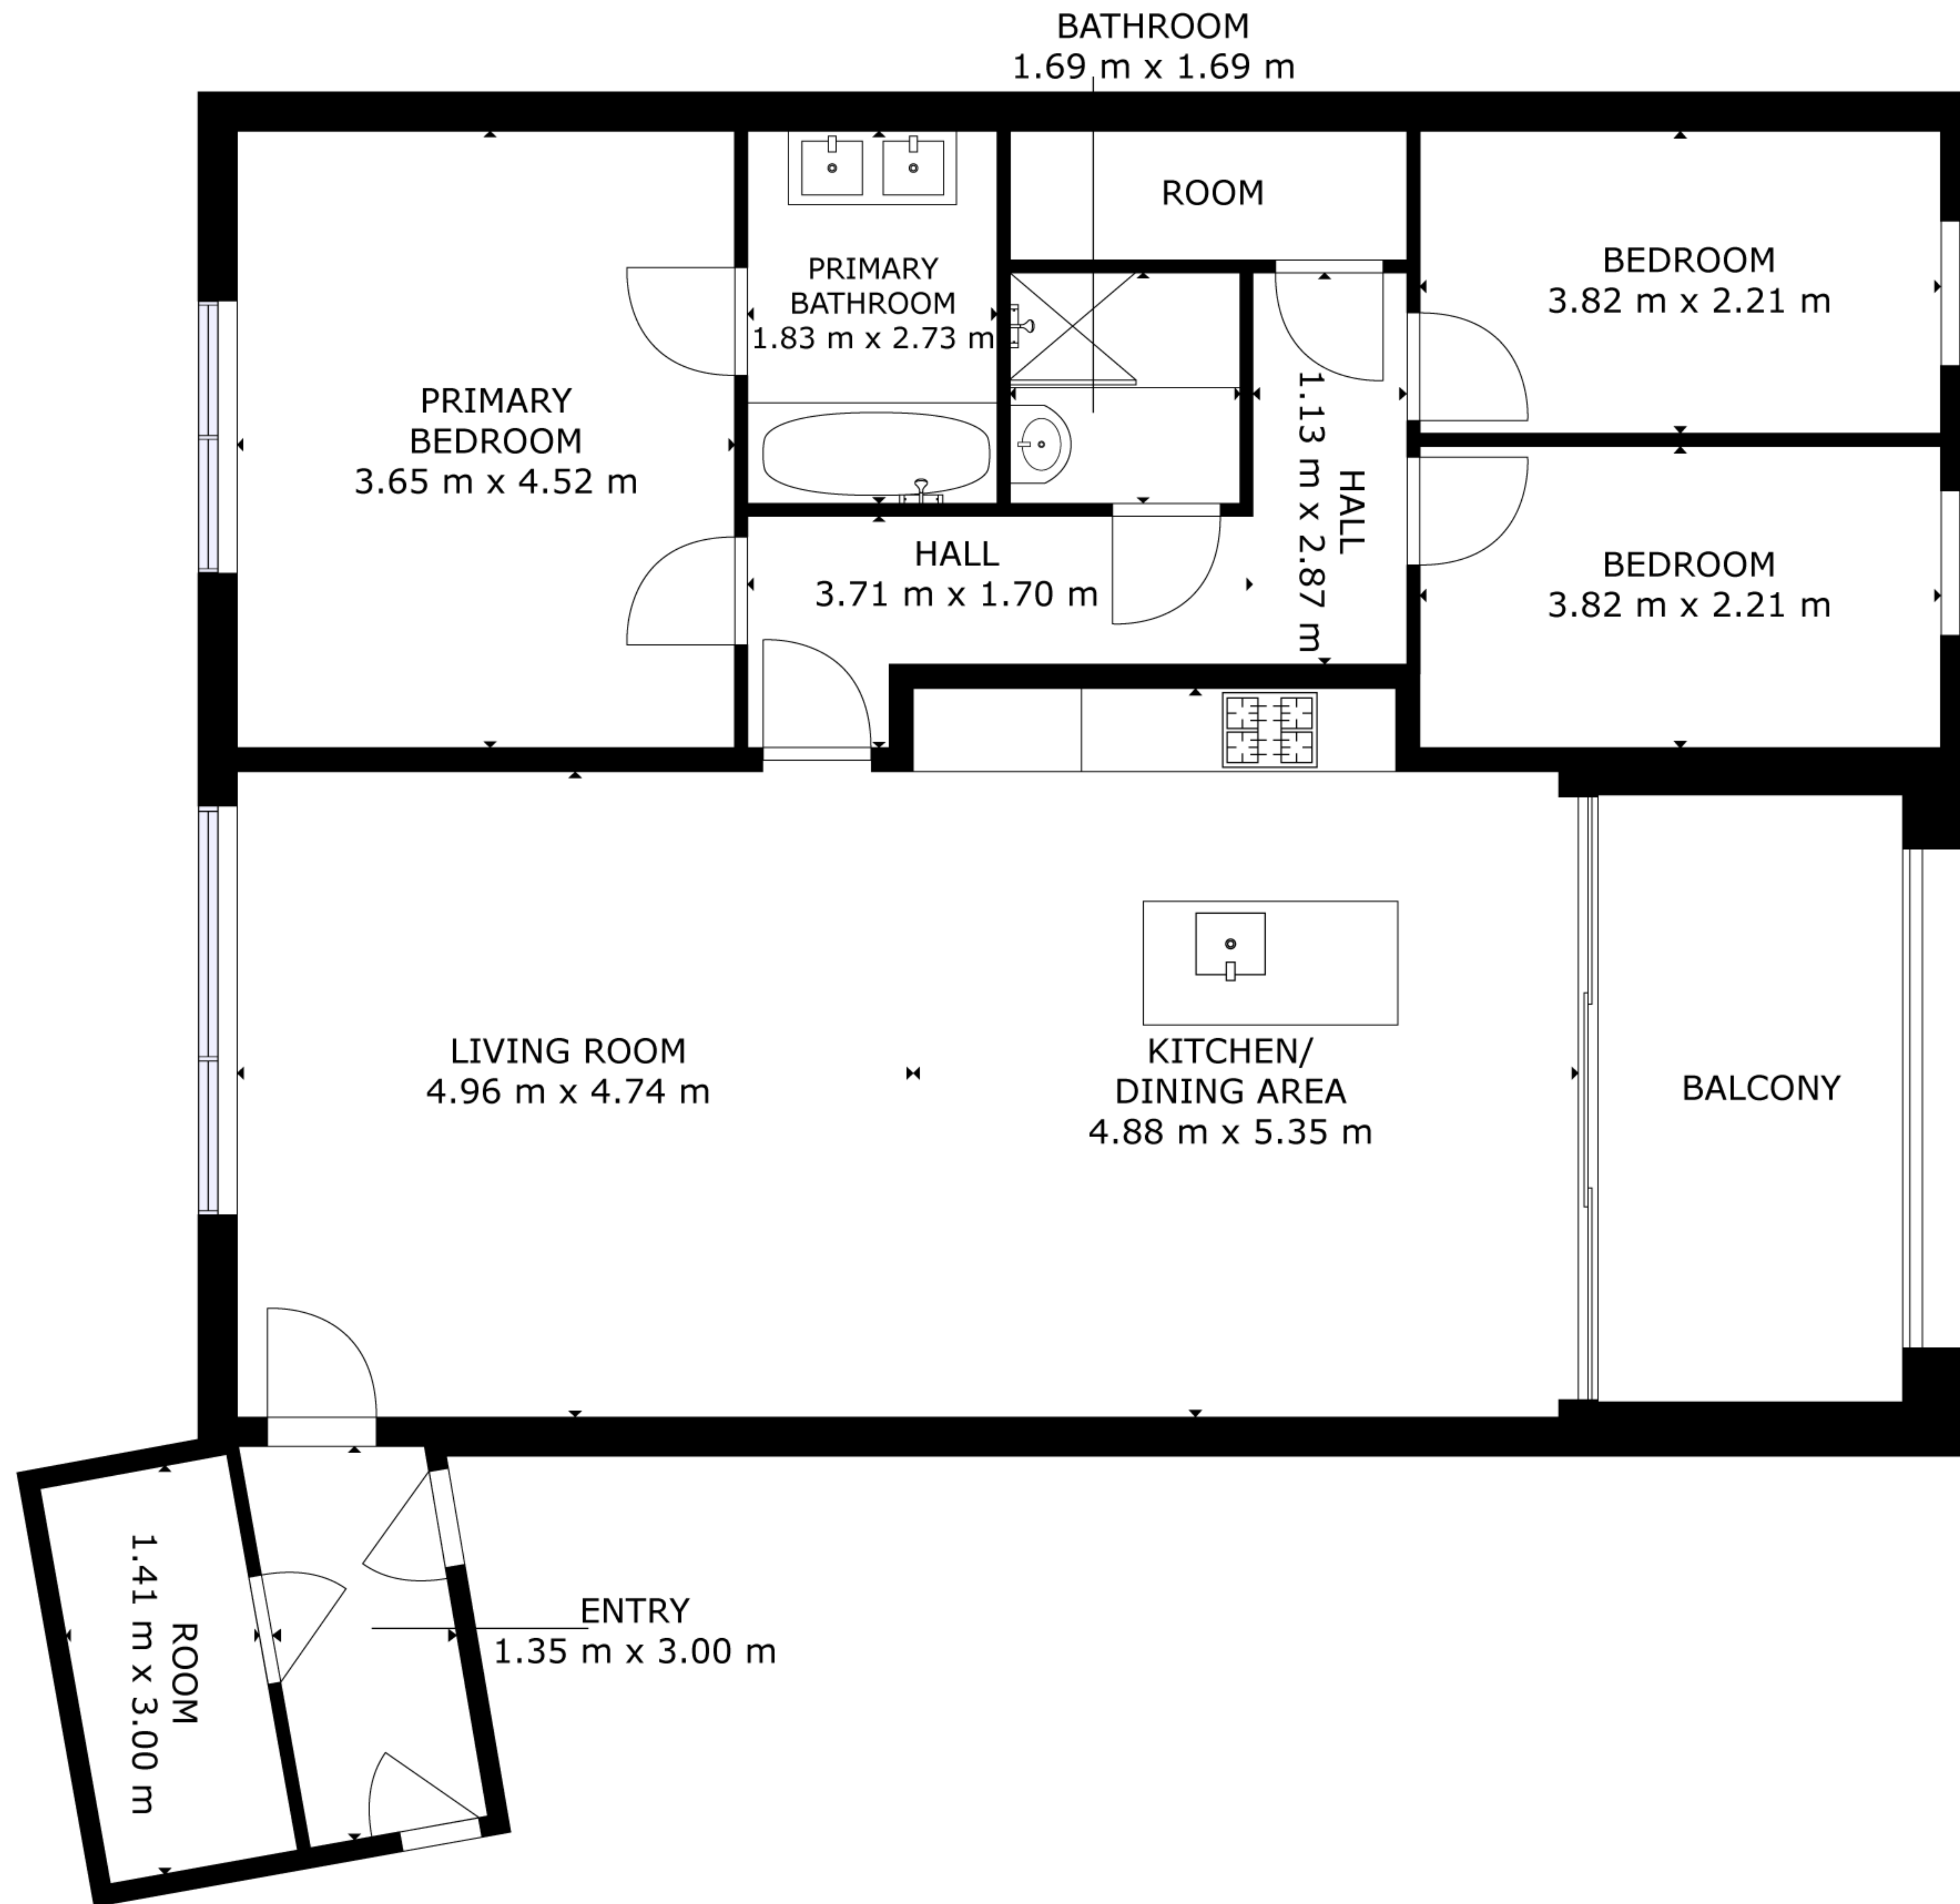 BATHROOM
1.69 m x 1.69 m
ROOM
PRIMARY
BATHROOM
1.83 m x 2.73 m
BEDROOM
3.82 m x 2.21 m
PRIMARY
BEDROOM
3.65 m x 4.52 m
HALL
1.13 m x 2.87 m
HALL
3.71 m x 1.70 m
BEDROOM
3.82 m x 2.21 m
LIVING ROOM
4.96 m x 4.74 m
KITCHEN/
DINING AREA
4.88 m x 5.35 m
BALCONY
ENTRY
1.35 m x 3.00 m
ROOM
1.41 m x 3.00 m